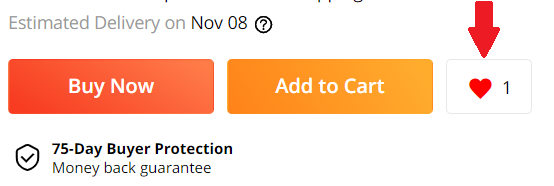 Estimated Delivery on Nov 08 ?
Buy Now
Add to Cart
1
75-Day Buyer Protection
Money back guarantee